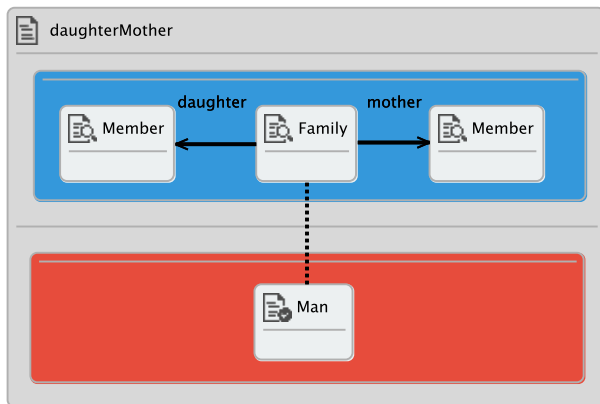 daughterMother
daughter
mother
Member
Family
Member
Man